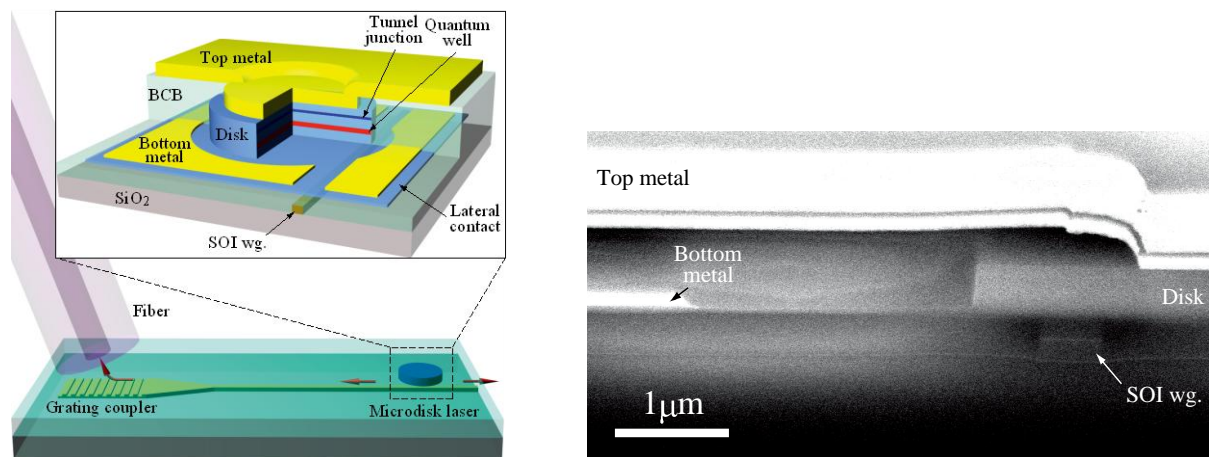 Tunnel
junction
Quantum
well
Top metal
BCB
Disk
Bottom
metal
SiO2
Lateral
contact
SOI wg.
Fiber
Grating coupler
Microdisk laser
Top metal
Bottom
metal
Disk
SOI wg.
1μm